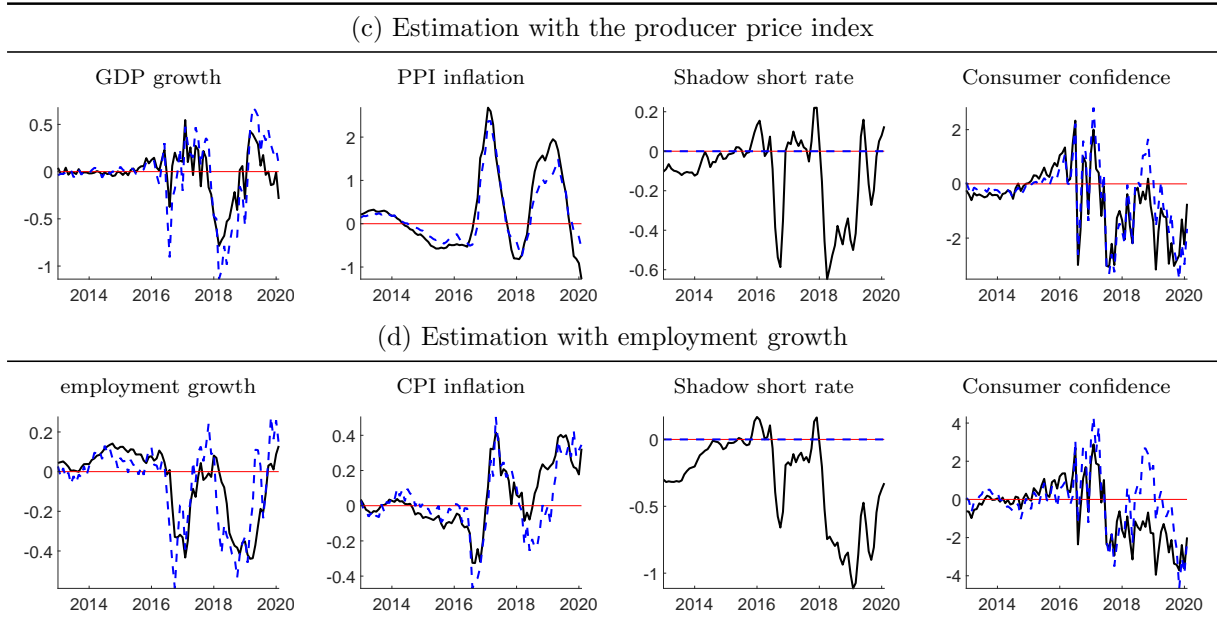 (c) Estimation with the producer price index
GDP growth PPI inflation Shadow short rate Consumer confidence
0.5
0
-0.5
-1
2014 2016 2018 2020
2
1
0
-1
2014 2016 2018 2020
0.2
0
-0.2
-0.4
-0.6
2014 2016 2018 2020
2
0
-2
2014 2016 2018 2020
(d) Estimation with employment growth
employment growth CPI inflation Shadow short rate Consumer confidence
0.2
0
-0.2
-0.4
2014 2016 2018 2020
0.4
0.2
0
-0.2
-0.4
2014 2016 2018 2020
0
-0.5
-1
2014 2016 2018 2020
4
2
0
-2
-4
2014 2016 2018 2020